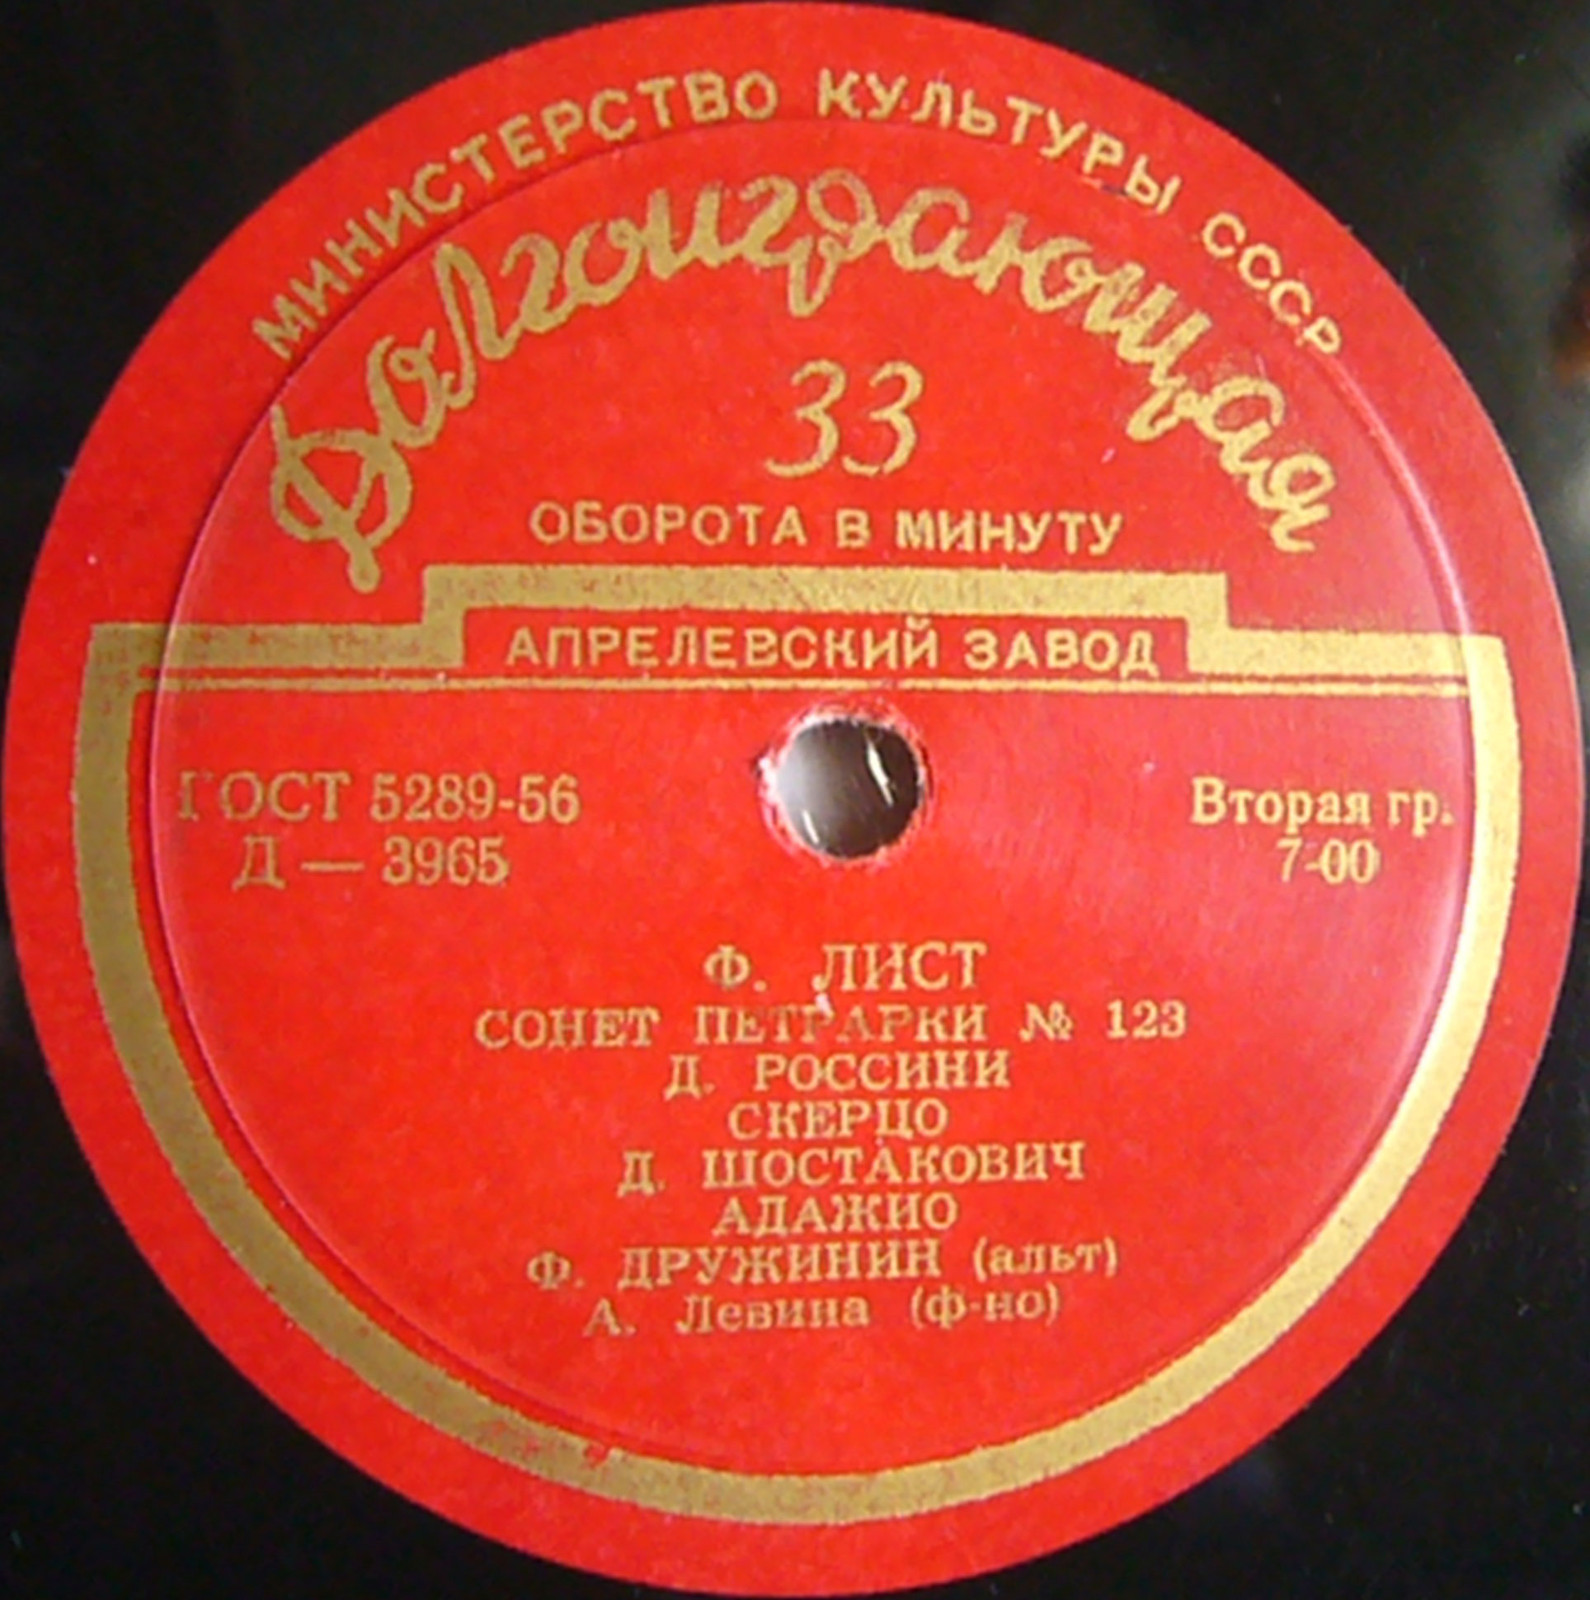 МИНИСТЕРСТВО КУЛЬТУРЫ СССР
Долгоиграющая
33
ОБОРОТА В МИНУТУ
АПРЕЛЕВСКИЙ ЗАВОД
ГОСТ 5289-56
Д — 3965
Вторая гр.
7-00
Ф. ЛИСТ
СОНЕТ ПЕТРАРКИ № 123
Д. РОССИНИ
СКЕРЦО
Д. ШОСТАКОВИЧ
АДАЖИО
Ф. ДРУЖИНИН (альт)
А. Левина (ф-но)